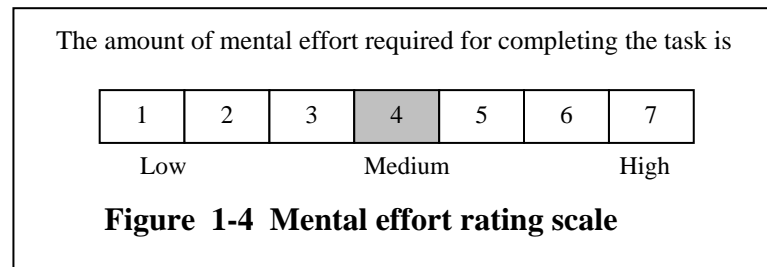 The amount of mental effort required for completing the task is
1 2 3 4 5 6 7
Low Medium High
Figure 1-4 Mental effort rating scale